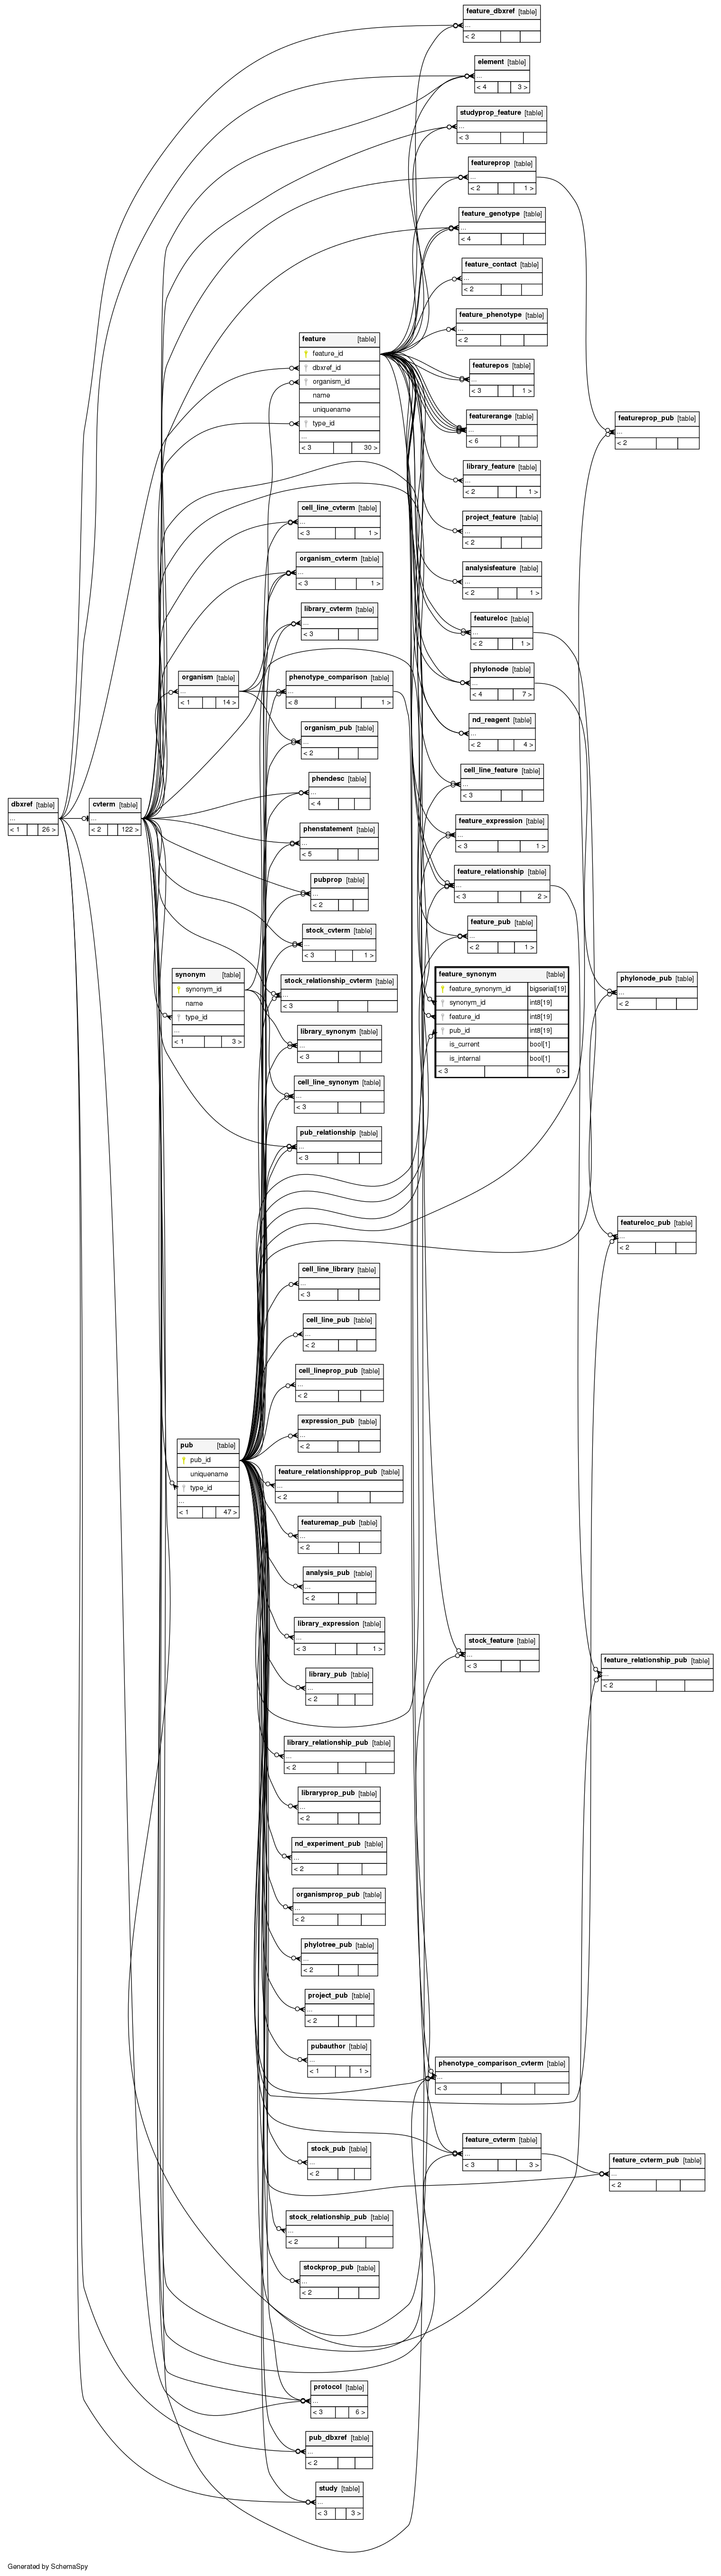 feature_dbxref [table]
...
< 2
element [table]
...
< 4 3 >
studyprop_feature [table]
...
< 3
featureprop [table]
...
< 2 1 >
feature_genotype [table]
...
< 4
feature_contact [table]
...
< 2
feature_phenotype [table]
...
< 2
feature [table]
feature_id
dbxref_id
organism_id
name
uniquename
type_id
...
< 3 30 >
featurepos [table]
...
< 3 1 >
featurerange [table]
...
< 6
featureprop_pub [table]
...
< 2
library_feature [table]
...
< 2 1 >
project_feature [table]
...
< 2
analysisfeature [table]
...
< 2 1 >
featureloc [table]
...
< 2 1 >
phylonode [table]
...
< 4 7 >
nd_reagent [table]
...
< 2 4 >
cell_line_feature [table]
...
< 3
feature_expression [table]
...
< 3 1 >
feature_relationship [table]
...
< 3 2 >
feature_pub [table]
...
< 2 1 >
cell_line_cvterm [table]
...
< 3 1 >
organism_cvterm [table]
...
< 3 1 >
library_cvterm [table]
...
< 3
organism [table]
...
< 1 14 >
phenotype_comparison [table]
...
< 8 1 >
organism_pub [table]
...
< 2
phendesc [table]
...
< 4
dbxref [table]
...
< 1 26 >
cvterm [table]
...
< 2 122 >
phenstatement [table]
...
< 5
pubprop [table]
...
< 2
stock_cvterm [table]
...
< 3 1 >
synonym [table]
synonym_id
name
type_id
...
< 1 3 >
stock_relationship_cvterm [table]
...
< 3
feature_synonym [table]
feature_synonym_id bigserial[19]
synonym_id int8[19]
feature_id int8[19]
pub_id int8[19]
is_current bool[1]
is_internal bool[1]
< 3 0 >
phylonode_pub [table]
...
< 2
library_synonym [table]
...
< 3
cell_line_synonym [table]
...
< 3
pub_relationship [table]
...
< 3
featureloc_pub [table]
...
< 2
cell_line_library [table]
...
< 3
cell_line_pub [table]
...
< 2
cell_lineprop_pub [table]
...
< 2
expression_pub [table]
...
< 2
pub [table]
pub_id
uniquename
type_id
...
< 1 47 >
feature_relationshipprop_pub [table]
...
< 2
featuremap_pub [table]
...
< 2
analysis_pub [table]
...
< 2
library_expression [table]
...
< 3 1 >
stock_feature [table]
...
< 3
feature_relationship_pub [table]
...
< 2
library_pub [table]
...
< 2
library_relationship_pub [table]
...
< 2
libraryprop_pub [table]
...
< 2
nd_experiment_pub [table]
...
< 2
organismprop_pub [table]
...
< 2
phylotree_pub [table]
...
< 2
project_pub [table]
...
< 2
pubauthor [table]
...
< 1 1 >
phenotype_comparison_cvterm [table]
...
< 3
stock_pub [table]
...
< 2
feature_cvterm [table]
...
< 3 3 >
feature_cvterm_pub [table]
...
< 2
stock_relationship_pub [table]
...
< 2
stockprop_pub [table]
...
< 2
protocol [table]
...
< 3 6 >
pub_dbxref [table]
...
< 2
study [table]
...
< 3 3 >
Generated by SchemaSpy